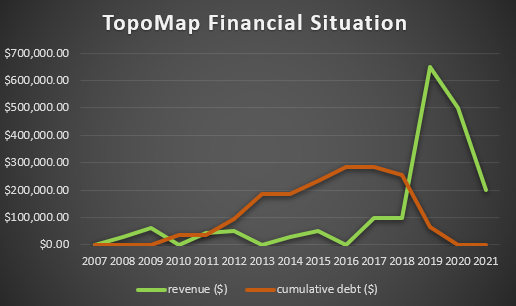 TopoMap Financial Situation
$700,000.00
$600,000.00
$500,000.00
$400,000.00
$300,000.00
$200,000.00
$100,000.00
$0.00
2007 2008 2009 2010 2011 2012 2013 2014 2015 2016 2017 2018 2019 2020 2021
revenue ($) cumulative debt ($)